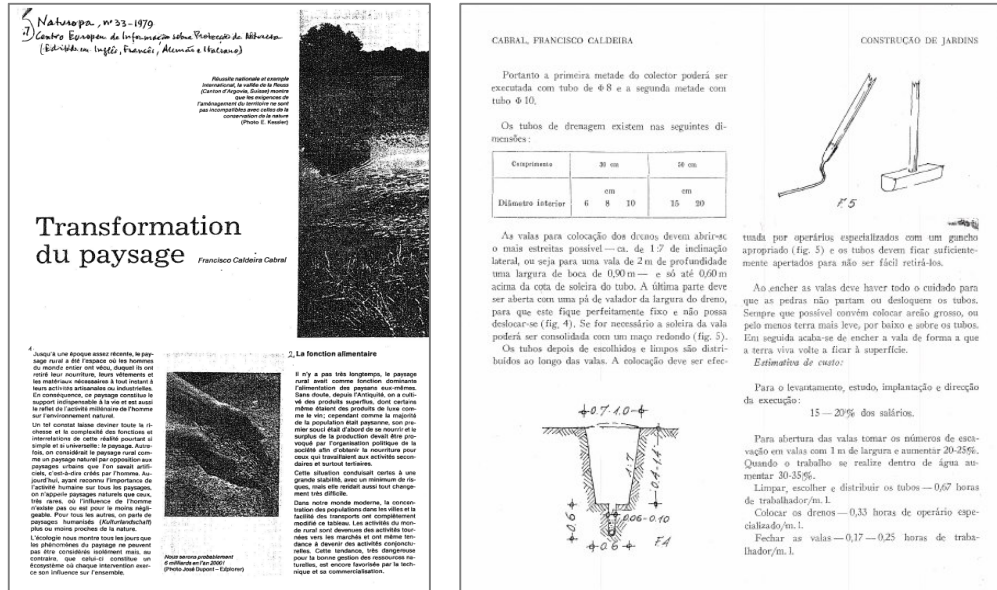 Naturopa, nº 33-1979
Centro Europeu de Informação sobre Protecção da Natureza
(Editida em Inglês, Francês, Alemão e Italiano)
Réussite nationale et exemple
international, la vallée de la Reuss
(Canton d'Argovie, Suisse) montre
que les exigences de
l'aménagement du territoire ne sont
pas incompatibles avec celles de la
conservation de la nature
(Photo E. Kessler)
Transformation
du paysage Francisco Caldeira Cabral
Jusqu'à une époque assez récente, le pay-
sage rural a été l'espace où les hommes
du monde entier ont vécu, duquel ils ont
retiré leur nourriture, leurs vêtements et
les matériaux nécessaires à tout instant à
leurs activités artisanales ou industrielles.
En conséquence, ce paysage constitue le
support indispensable à la vie et est aussi
le reflet de l'activité millénaire de l'homme
sur l'environnement naturel.
Un tel constat laisse deviner toute la ri-
chesse et la complexité des fonctions et
interrelations de cette réalité pourtant si
simple et si universelle: le paysage. Autre-
fois, on considérait le paysage rural com-
me un paysage naturel par opposition aux
paysages urbains que l'on savait artifi-
ciels, c'est-à-dire créés par l'homme. Au-
jourd'hui, ayant reconnu l'importance de
l'activité humaine sur tous les paysages,
on n'appelle paysages naturels que ceux,
très rares, où l'influence de l'homme
n'existe pas ou est pour le moins négli-
geable. Pour tous les autres, on parle de
paysages humanisés (Kulturlandschaft)
plus ou moins proches de la nature.
L'écologie nous montre tous les jours que
les phénomènes du paysage ne peuvent
pas être considérés isolément mais, au
contraire, que celui-ci constitue un
écosystème où chaque intervention exer-
ce son influence sur l'ensemble.
Nous serons probablement
6 milliards en l'an 2000!
(Photo José Dupont – Explorer)
2. La fonction alimentaire
Il n'y a pas très longtemps, le paysage
rural avait comme fonction dominante
l'alimentation des paysans eux-mêmes.
Sans doute, depuis l'Antiquité, on a culti-
vé des produits superflus, dont certains
même étaient des produits de luxe com-
me le vin; cependant comme la majorité
de la population était paysanne, son pre-
mier souci était d'abord de se nourrir et le
surplus de la production devait être pro-
voqué par l'organisation politique de la
société afin d'obtenir la nourriture pour
ceux qui travaillaient aux activités secon-
daires et surtout tertiaires.
Cette situation conduisait certes à une
grande stabilité, avec un minimum de ris-
ques, mais elle rendait aussi tout change-
ment très difficile.
Dans notre monde moderne, la concen-
tration des populations dans les villes et la
facilité des transports ont complètement
modifié ce tableau. Les activités du mon-
de rural sont devenues des activités tour-
nées vers les marchés et ont même ten-
dance à devenir des activités conjonctu-
relles. Cette tendance, très dangereuse
pour la bonne gestion des ressources na-
turelles, est encore favorisée par la tech-
nique et sa commercialisation.
CABRAL, FRANCISCO CALDEIRA
CONSTRUÇÃO DE JARDINS
Portanto a primeira metade do colector poderá ser
executada com tubo de Φ 8 e a segunda metade com
tubo Φ 10.
Os tubos de drenagem existem nas seguintes di-
mensões:
Comprimento 30 cm 50 cm
cm cm
Diâmetro interior 6 8 10 15 20
As valas para colocação dos drenos devem abrir-se
o mais estreitas possível — ca. de 1:7 de inclinação
lateral, ou seja para uma vala de 2 m de profundidade
uma largura de boca de 0,90 m — e só até 0,60 m
acima da cota de soleira do tubo. A última parte deve
ser aberta com uma pá de valador da largura do dreno,
para que este fique perfeitamente fixo e não possa
deslocar-se (fig. 4). Se for necessário a soleira da vala
poderá ser consolidada com um maço redondo (fig. 5).
Os tubos depois de escolhidos e limpos são distri-
buídos ao longo das valas. A colocação deve ser efec-
0.7-1.0
1:7
0.4-1.4
0.6
0.06-0.10
0.6
F.4
F.5
tuada por operários especializados com um gancho
apropriado (fig. 5) e os tubos devem ficar suficiente-
mente apertados para não ser fácil retirá-los.
Ao encher as valas deve haver todo o cuidado para
que as pedras não partam ou desloquem os tubos.
Sempre que possível convém colocar areão grosso, ou
pelo menos terra mais leve, por baixo e sobre os tubos.
Em seguida acaba-se de encher a vala de forma a que
a terra viva volte a ficar à superfície.
Estimativa de custo:
Para o levantamento, estudo, implantação e direcção
da execução:
15 — 20% dos salários.
Para abertura das valas tomar os números de esca-
vação em valas com 1 m de largura e aumentar 20-25%.
Quando o trabalho se realize dentro de água au-
mentar 30-35%.
Limpar, escolher e distribuir os tubos — 0,67 horas
de trabalhador/m. l.
Colocar os drenos — 0,33 horas de operário espe-
cializado/m. l.
Fechar as valas — 0,17 — 0,25 horas de traba-
lhador/m. l.